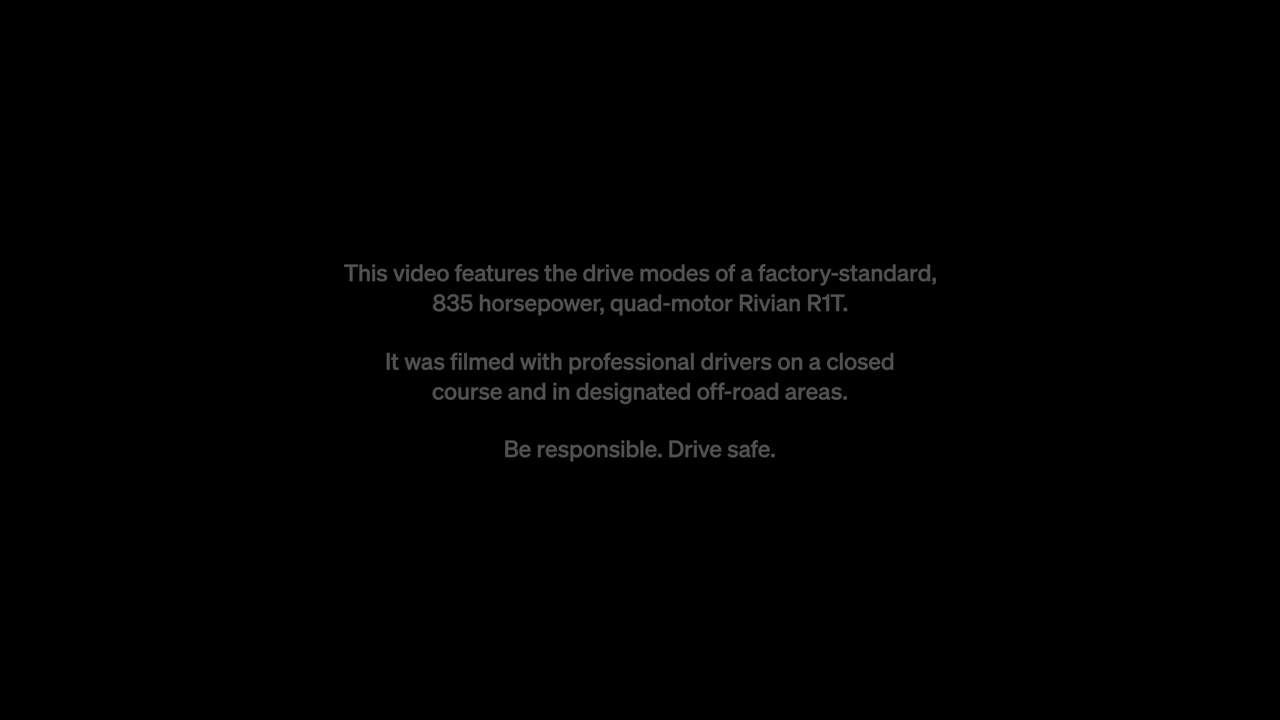 This video features the drive modes of a factory-standard,
835 horsepower, quad-motor Rivian R1T.
It was filmed with professional drivers on a closed
course and in designated off-road areas.
Be responsible. Drive safe.